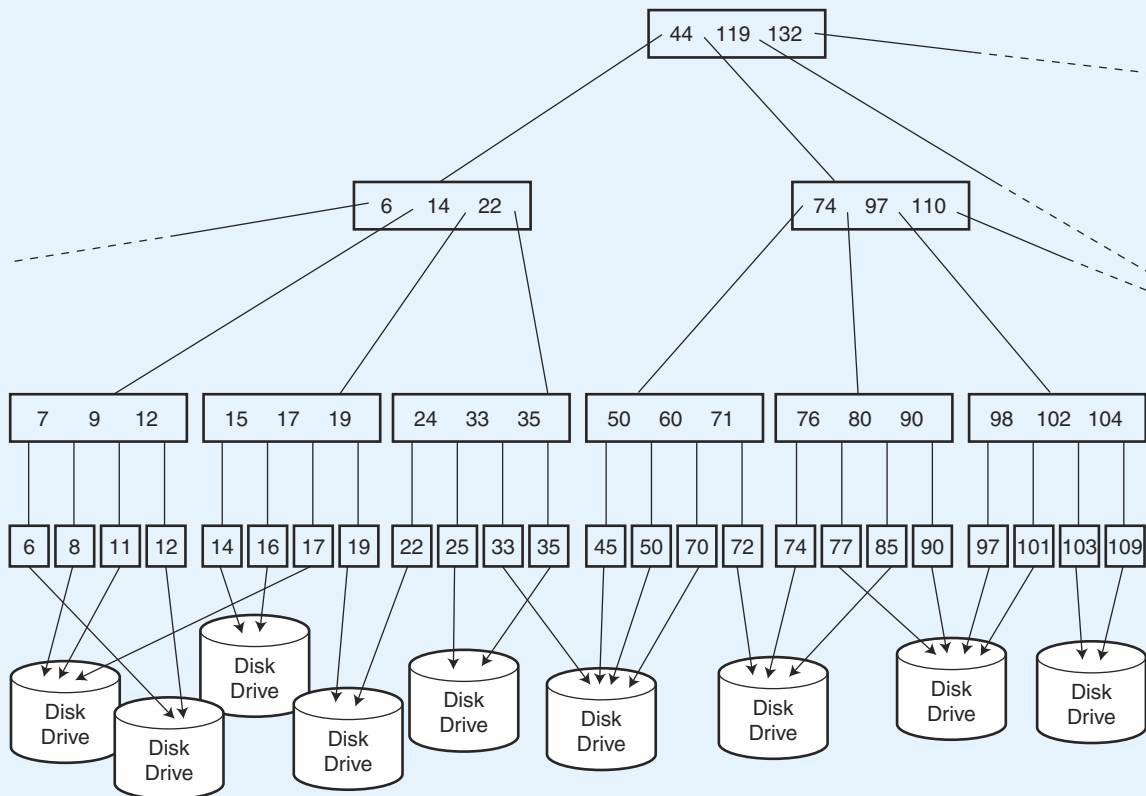 44 119 132
6 14 22
74 97 110
7 9 12
15 17 19
24 33 35
50 60 71
76 80 90
98 102 104
6 8 11 12 14 16 17 19 22 25 33 35 45 50 70 72 74 77 85 90 97 101 103 109
Disk
Drive
Disk
Drive
Disk
Drive
Disk
Drive
Disk
Drive
Disk
Drive
Disk
Drive
Disk
Drive
Disk
Drive